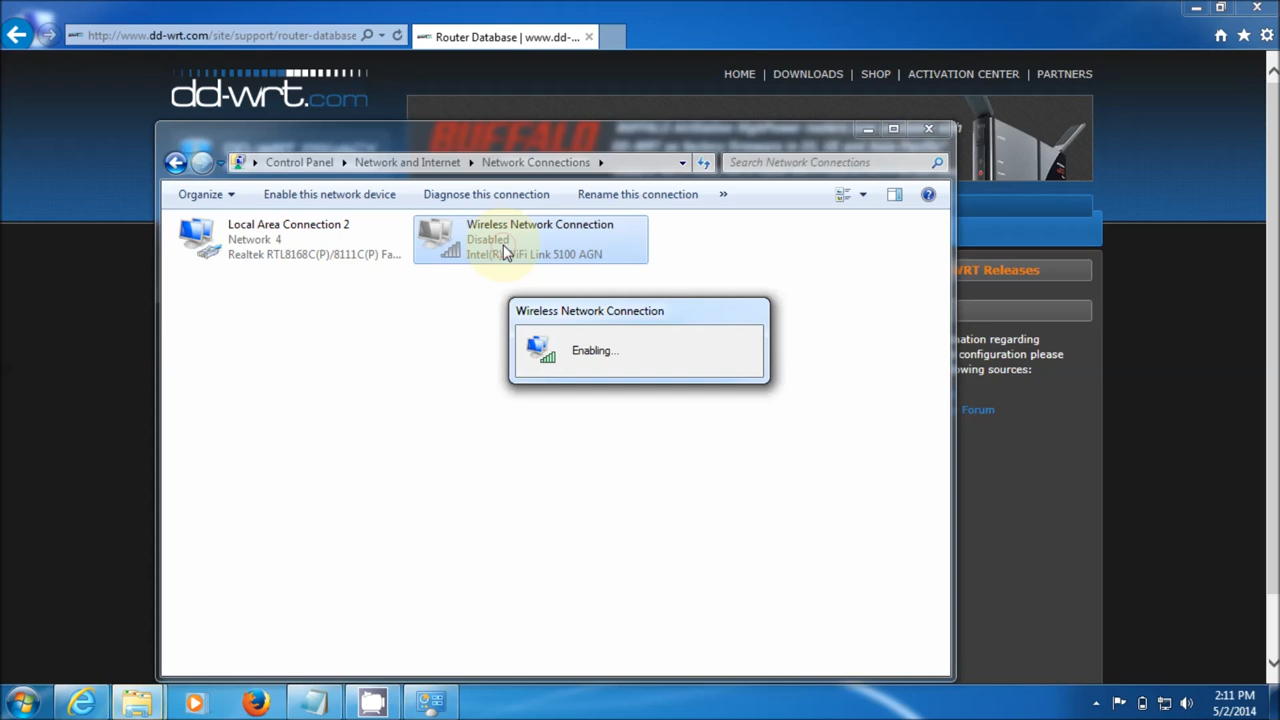 http://www.dd-wrt.com/site/support/router-database
Router Database | www.dd-...
HOME | DOWNLOADS | SHOP | ACTIVATION CENTER | PARTNERS
dd-wrt.com
BUFFALO
Control Panel
Network and Internet
Network Connections
Search Network Connections
Organize
Enable this network device
Diagnose this connection
Rename this connection
»
Local Area Connection 2
Network 4
Realtek RTL8168C(P)/8111C(P) Fa...
Wireless Network Connection
Disabled
Intel(R) WiFi Link 5100 AGN
WRT Releases
Wireless Network Connection
Enabling...
mation regarding
configuration please
owing sources:
Forum
2:11 PM
5/2/2014